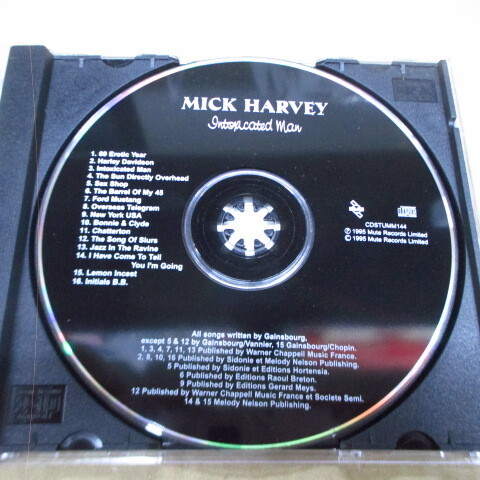 MICK HARVEY
Intoxicated Man
1. 69 Erotic Year
2. Harley Davidson
3. Intoxicated Man
4. The Sun Directly Overhead
5. Sex Shop
6. The Barrel Of My 45
7. Ford Mustang
8. Overseas Telegram
9. New York USA
10. Bonnie & Clyde
11. Chatterton
12. The Song Of Slurs
13. Jazz In The Ravine
14. I Have Come To Tell
You I'm Going
15. Lemon Incest
16. Initials B.B.
CDSTUMM144
℗ 1995 Mute Records Limited
© 1995 Mute Records Limited
All songs written by Gainsbourg,
except 5 & 12 by Gainsbourg/Vannier, 15 Gainsbourg/Chopin.
1, 3, 4, 7, 11, 13 Published by Warner Chappell Music France.
2, 8, 10, 16 Published by Sidonie et Melody Nelson Publishing.
5 Published by Sidonie et Editions Hortensia.
6 Published by Editions Raoul Breton.
9 Published by Editions Gerard Meys.
12 Published by Warner Chappell Music France et Societe Semi.
14 & 15 Melody Nelson Publishing.